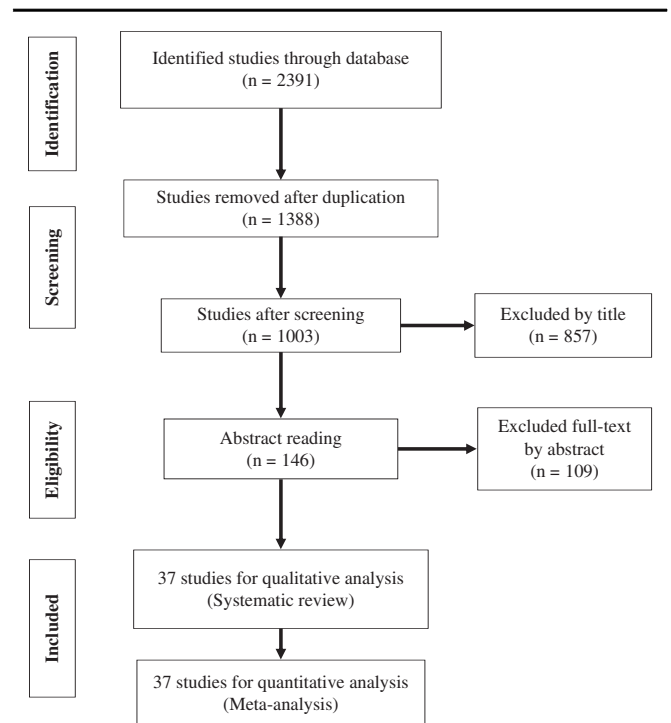 Identification
Identified studies through database
(n = 2391)
Studies removed after duplication
(n = 1388)
Screening
Studies after screening
(n = 1003)
Excluded by title
(n = 857)
Eligibility
Abstract reading
(n = 146)
Excluded full-text
by abstract
(n = 109)
Included
37 studies for qualitative analysis
(Systematic review)
37 studies for quantitative analysis
(Meta-analysis)